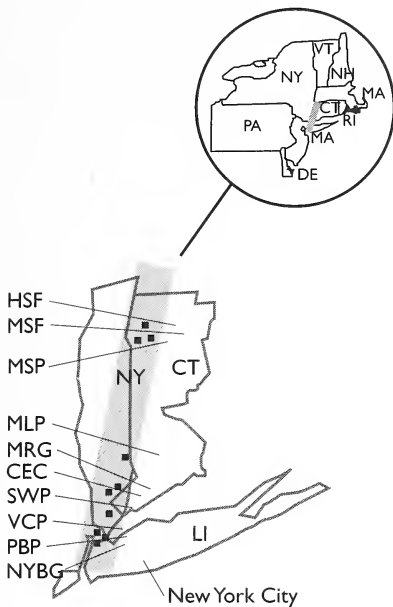 VT
NY
NH
MA
CT
RI
PA
MA
DE
HSF
MSF
MSP
NY
CT
MLP
MRG
CEC
SWP
VCP
LI
PBP
NYBG
New York City